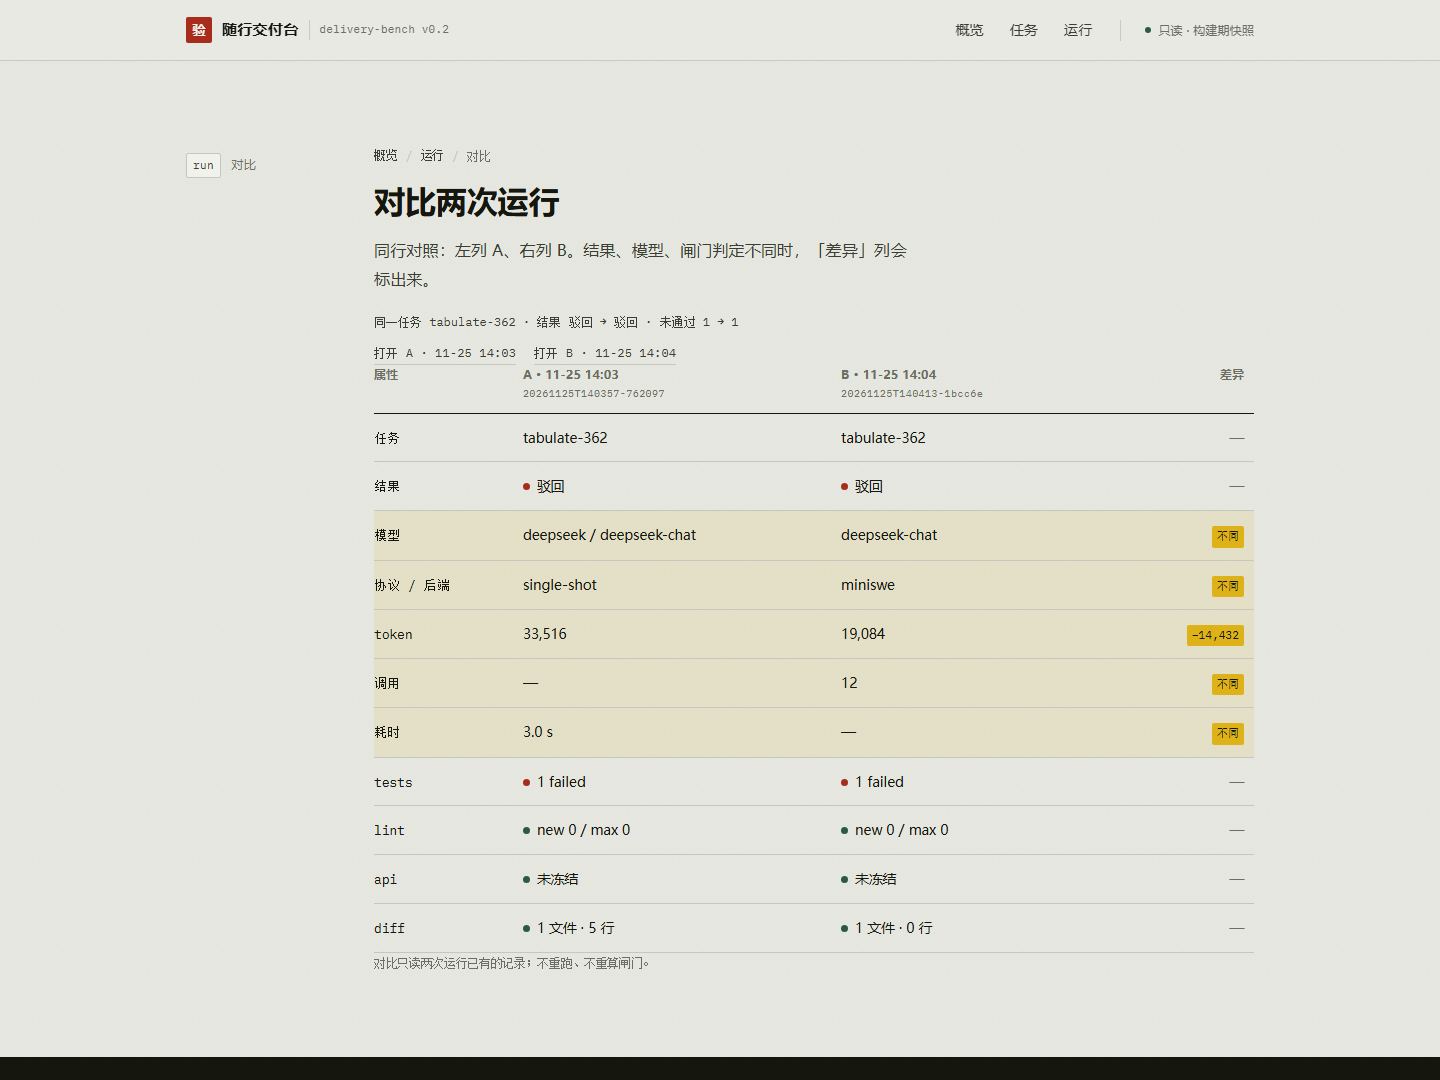 验 随行交付台 delivery-bench v0.2 概览 任务 运行 只读 · 构建期快照
run 对比
概览 / 运行 / 对比
对比两次运行
同行对照：左列 A、右列 B。结果、模型、闸门判定不同时，「差异」列会
标出来。
同一任务 tabulate-362 · 结果 驳回 → 驳回 · 未通过 1 → 1
打开 A · 11-25 14:03 打开 B · 11-25 14:04
属性 A · 11-25 14:03 B · 11-25 14:04 差异
20261125T140357-762097 20261125T140413-1bcc6e
任务 tabulate-362 tabulate-362 —
结果 驳回 驳回 —
模型 deepseek / deepseek-chat deepseek-chat 不同
协议 / 后端 single-shot miniswe 不同
token 33,516 19,084 −14,432
调用 — 12 不同
耗时 3.0 s — 不同
tests 1 failed 1 failed —
lint new 0 / max 0 new 0 / max 0 —
api 未冻结 未冻结 —
diff 1 文件 · 5 行 1 文件 · 0 行 —
对比只读两次运行已有的记录；不重跑、不重算闸门。